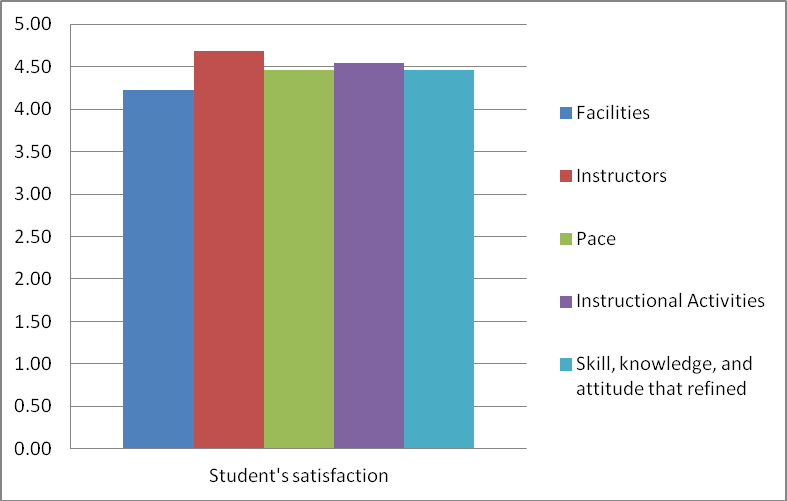 5.00
4.50
4.00
3.50
3.00
2.50
2.00
1.50
1.00
0.50
0.00
Student's satisfaction
Facilities
Instructors
Pace
Instructional Activities
Skill, knowledge, and
attitude that refined